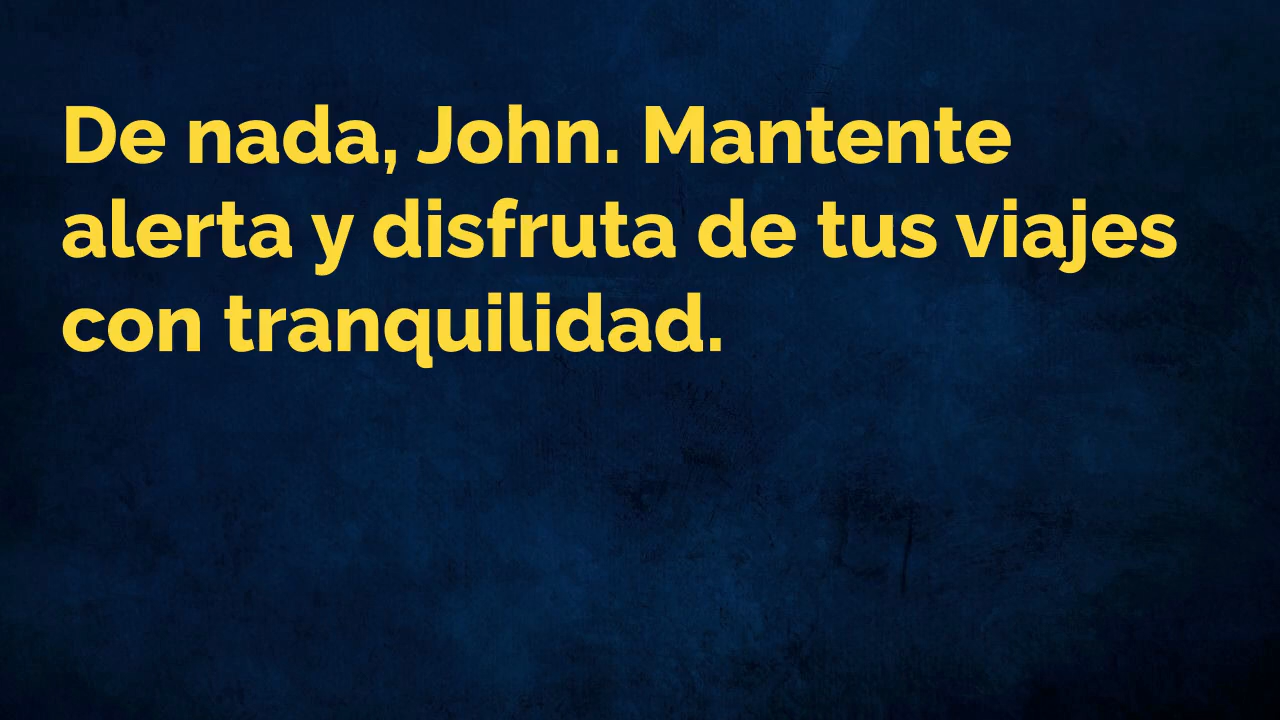 De nada, John. Mantente
alerta y disfruta de tus viajes
con tranquilidad.